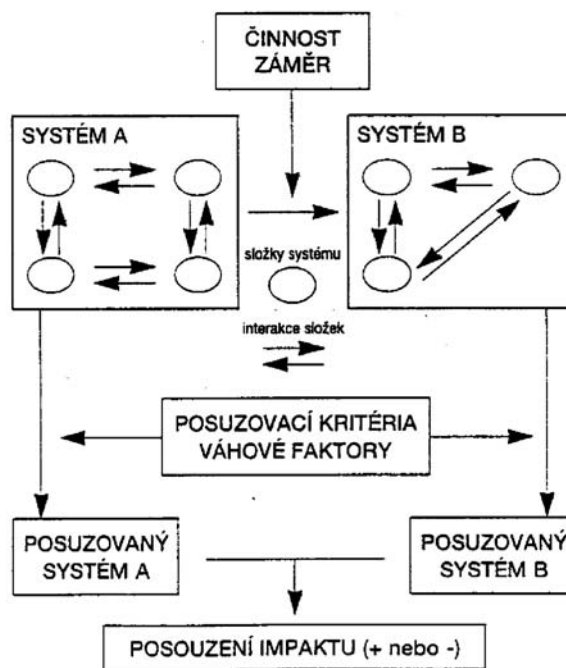 ČINNOST
ZÁMĚR
SYSTÉM A
SYSTÉM B
složky systému
interakce složek
POSUZOVACÍ KRITÉRIA
VÁHOVÉ FAKTORY
POSUZOVANÝ
SYSTÉM A
POSUZOVANÝ
SYSTÉM B
POSOUZENÍ IMPAKTU (+ nebo -)